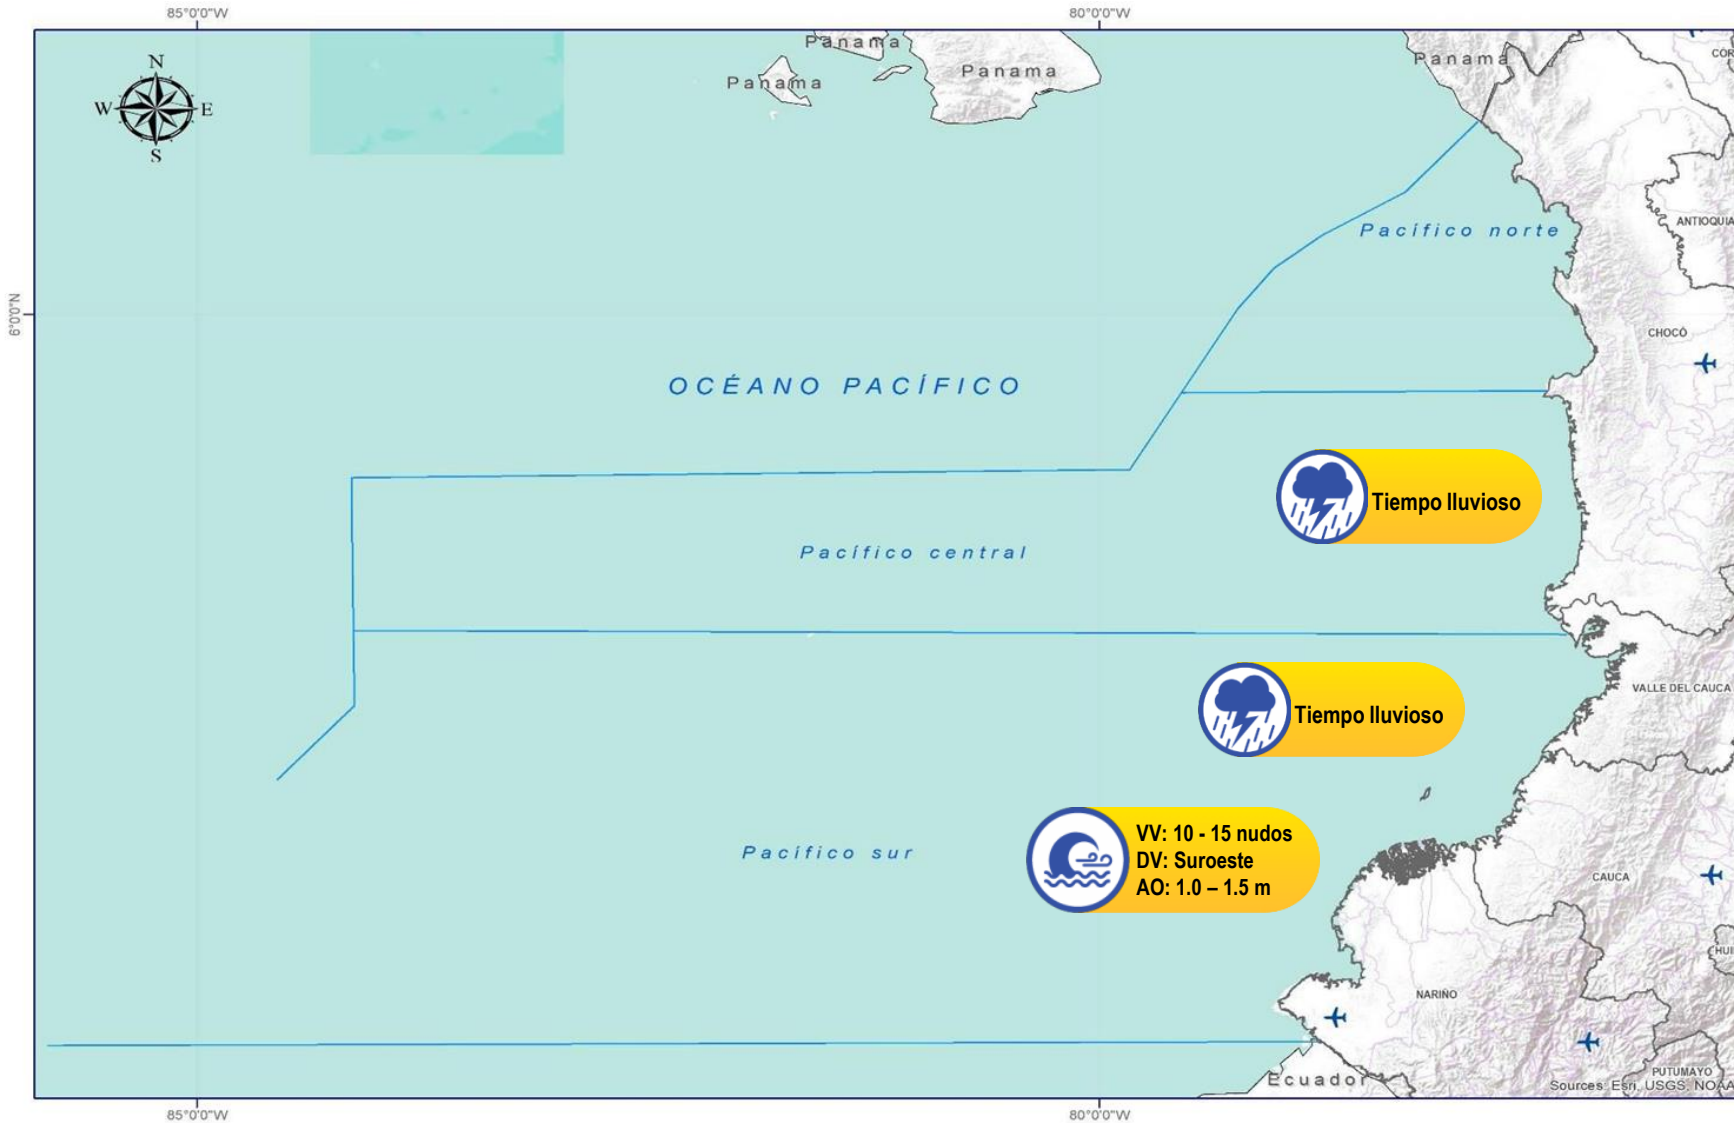 85°0'0"W
80°0'0"W
Panama
Panama
Panama
Panama
N
W
E
S
ANTIOQUIA
Pacífico norte
6°0'0"N
CHOCÓ
OCÉANO PACÍFICO
Tiempo lluvioso
Pacífico central
VALLE DEL CAUCA
Tiempo lluvioso
VV: 10 - 15 nudos
DV: Suroeste
AO: 1.0 – 1.5 m
Pacífico sur
CAUCA
NARIÑO
PUTUMAYO
Ecuador
Sources: Esri, USGS, NOAA
85°0'0"W
80°0'0"W